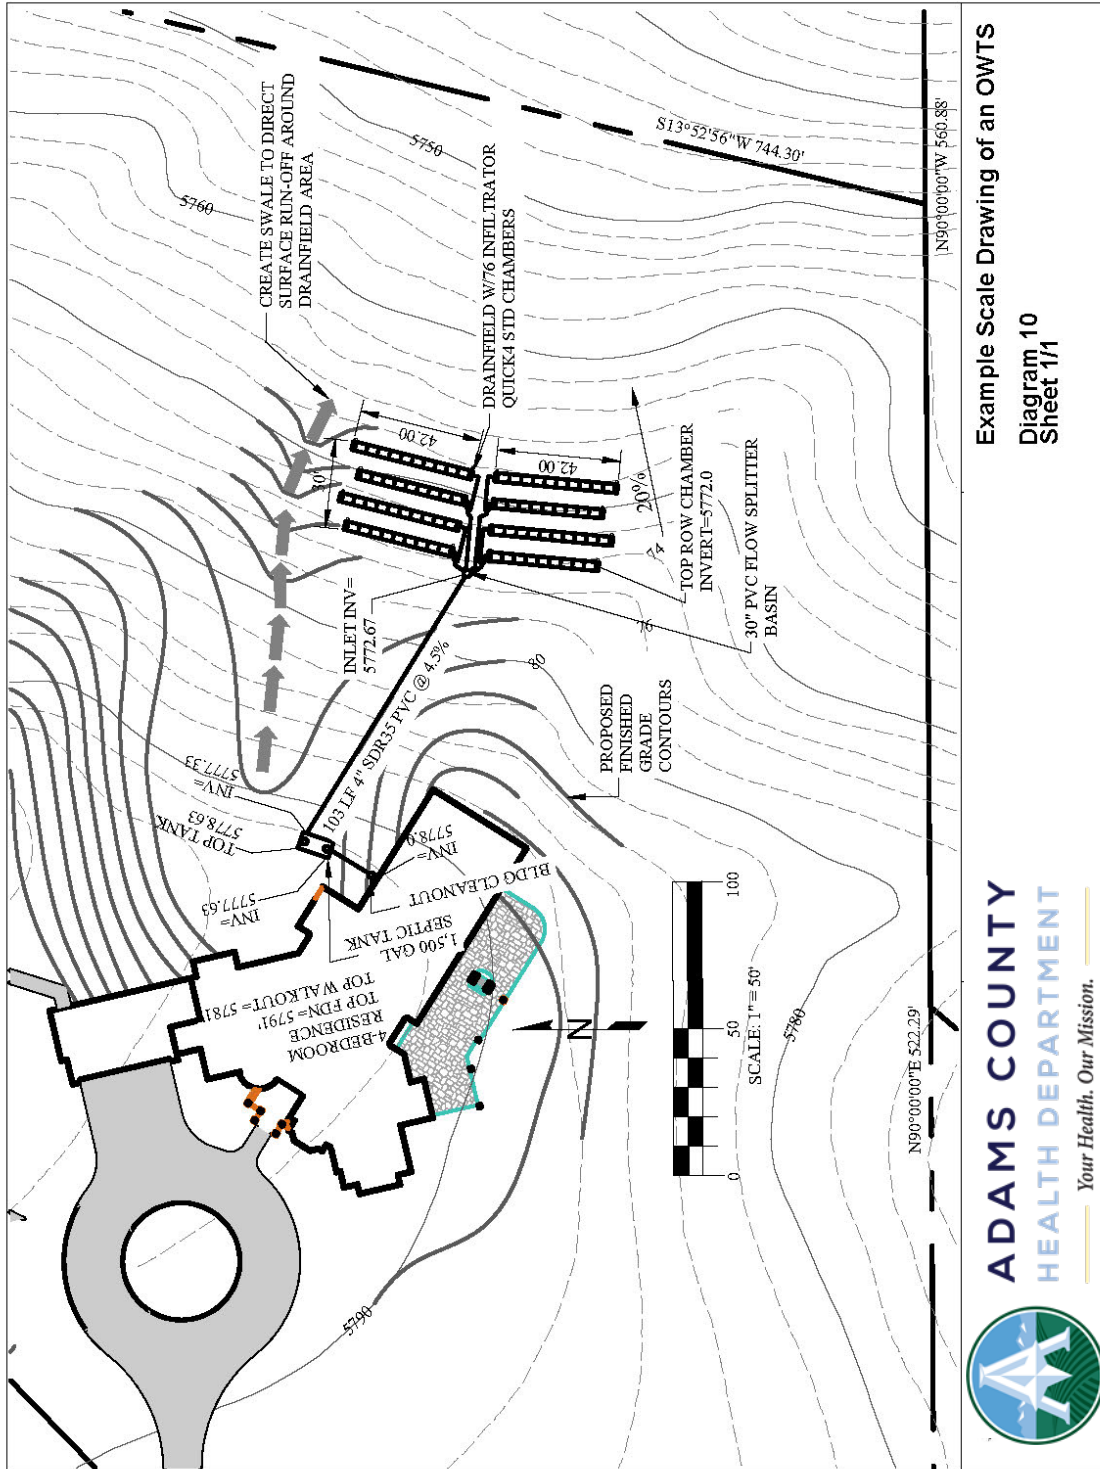 CREATE SWALE TO DIRECT
SURFACE RUN-OFF AROUND
DRAINFIELD AREA
5760
5750
S13°52'56"W 744.30'
N90°00'00"W 560.88'
DRAINFIELD W/76 INFILTRATOR
QUICK4 STD CHAMBERS
30'
42.00
42.00
20%
INLET INV=
5772.67
TOP ROW CHAMBER
INVERT=5772.0
30" PVC FLOW SPLITTER
BASIN
74
76
80
103 LF 4" SDR35 PVC @ 4.5%
PROPOSED
FINISHED
GRADE
CONTOURS
INV=
5777.33
TOP TANK
5778.63
INV=
5777.63
INV=
5778.0
BLDG CLEANOUT
1,500 GAL
SEPTIC TANK
4-BEDROOM
RESIDENCE
TOP FDN=5791'
TOP WALKOUT=5781'
N
0
50
100
SCALE: 1" = 50'
5780
5790
N90°00'00"E 522.29'
Example Scale Drawing of an OWTS
Diagram 10
Sheet 1/1
ADAMS COUNTY
HEALTH DEPARTMENT
Your Health. Our Mission.